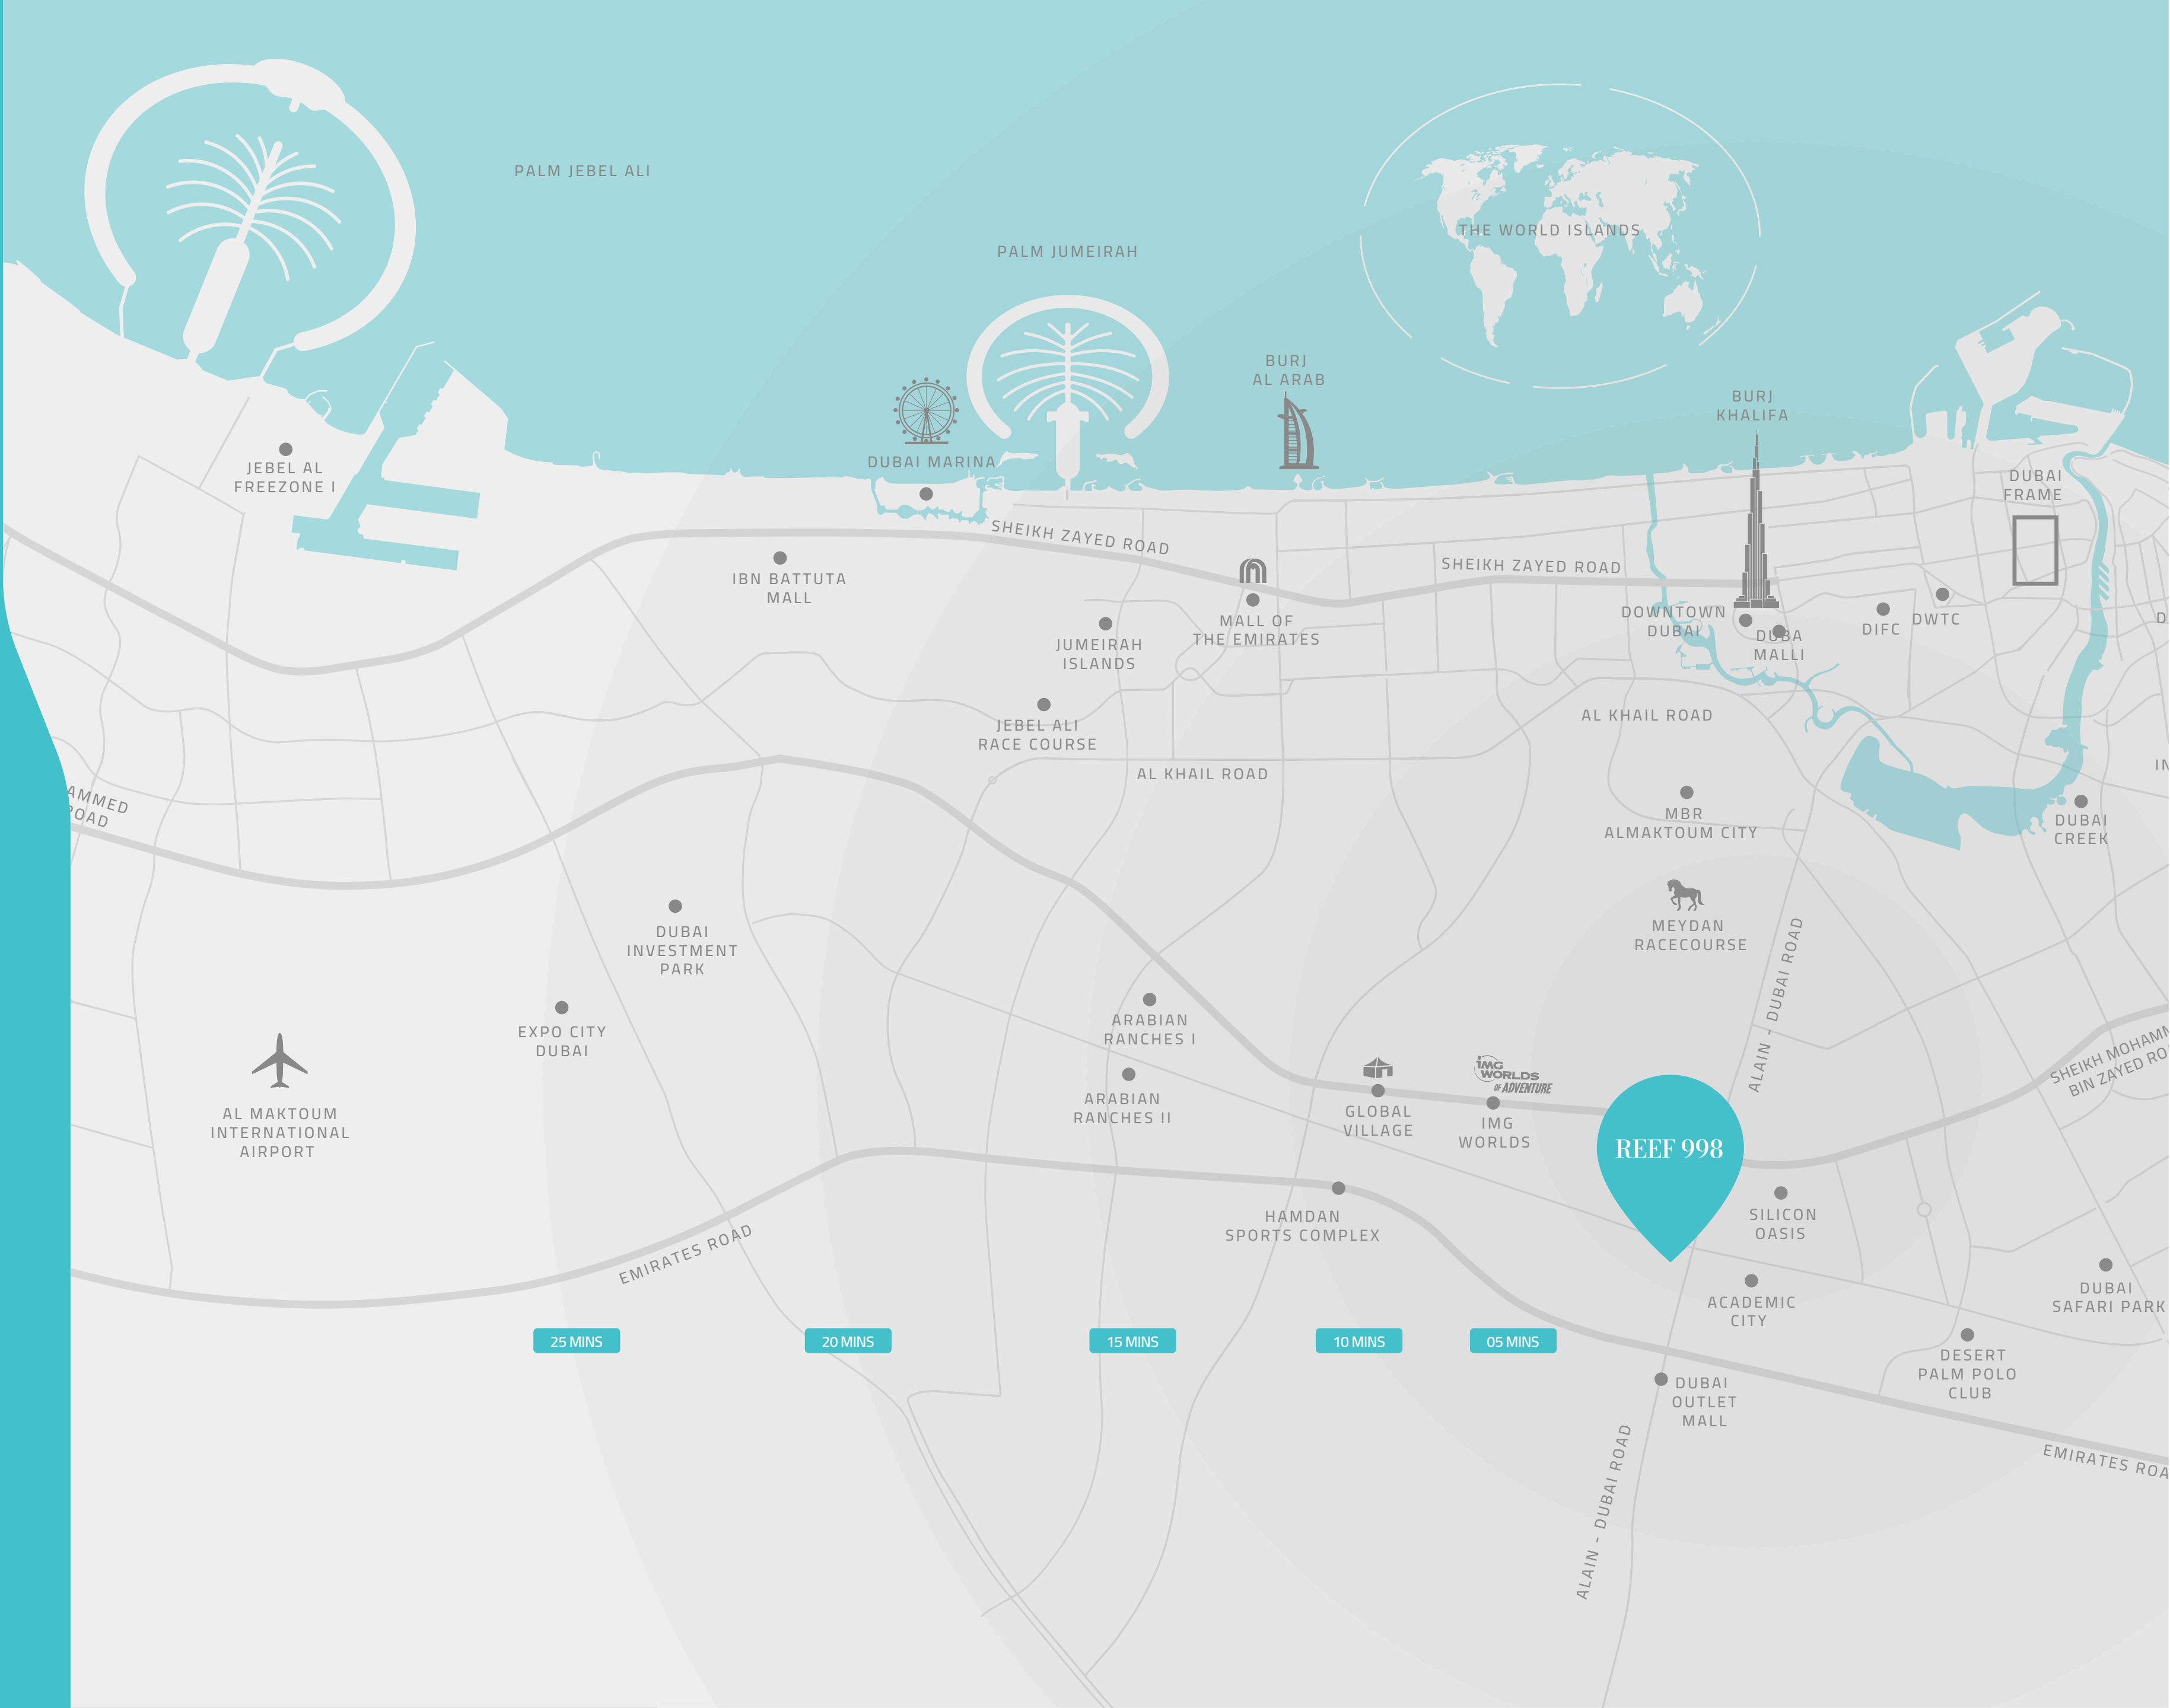 PALM JEBEL ALI
PALM JUMEIRAH
THE WORLD ISLANDS
BURJ
AL ARAB
BURJ
KHALIFA
DUBAI MARINA
JEBEL AL
FREEZONE I
DUBAI
FRAME
SHEIKH ZAYED ROAD
SHEIKH ZAYED ROAD
IBN BATTUTA
MALL
MALL OF
THE EMIRATES
JUMEIRAH
ISLANDS
DOWNTOWN
DUBAI
DUBA
MALLI
DIFC
DWTC
D
JEBEL ALI
RACE COURSE
AL KHAIL ROAD
AL KHAIL ROAD
IN
AMMED
ROAD
MBR
ALMAKTOUM CITY
DUBAI
CREEK
MEYDAN
RACECOURSE
DUBAI
INVESTMENT
PARK
ALAIN - DUBAI ROAD
EXPO CITY
DUBAI
ARABIAN
RANCHES I
SHEIKH MOHAMM
BIN ZAYED RO
IMG
WORLDS
OF ADVENTURE
AL MAKTOUM
INTERNATIONAL
AIRPORT
ARABIAN
RANCHES II
GLOBAL
VILLAGE
IMG
WORLDS
REEF 998
HAMDAN
SPORTS COMPLEX
SILICON
OASIS
EMIRATES ROAD
ACADEMIC
CITY
DUBAI
SAFARI PARK
25 MINS
20 MINS
15 MINS
10 MINS
05 MINS
DESERT
PALM POLO
CLUB
DUBAI
OUTLET
MALL
EMIRATES ROA
ALAIN - DUBAI ROAD